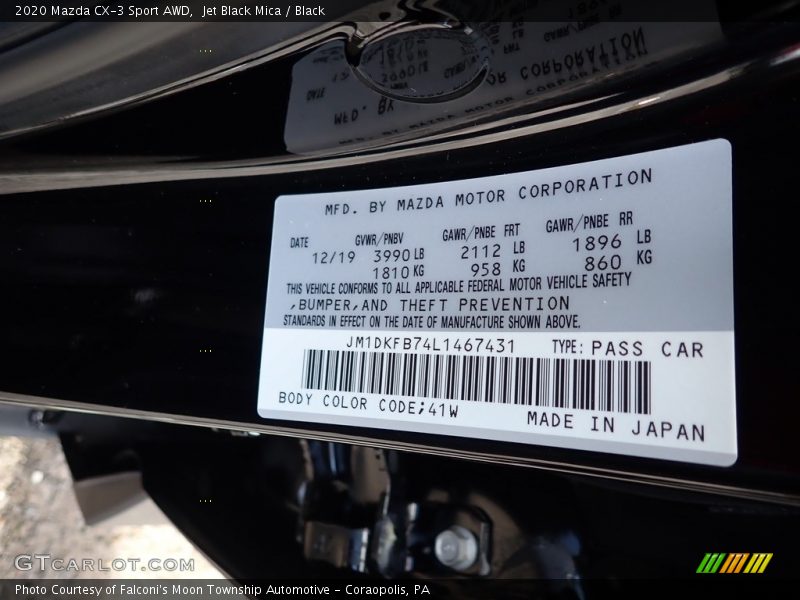 2020 Mazda CX-3 Sport AWD, Jet Black Mica / Black
MFD. BY MAZDA MOTOR CORPORATION
DATE GVWR/PNBV GAWR/PNBE FRT GAWR/PNBE RR
12/19 3990 LB 2112 LB 1896 LB
1810 KG 958 KG 860 KG
THIS VEHICLE CONFORMS TO ALL APPLICABLE FEDERAL MOTOR VEHICLE SAFETY
,BUMPER,AND THEFT PREVENTION
STANDARDS IN EFFECT ON THE DATE OF MANUFACTURE SHOWN ABOVE.
JM1DKFB74L1467431 TYPE: PASS CAR
BODY COLOR CODE;41W
MADE IN JAPAN
GTCARLOT.COM
Photo Courtesy of Falconi's Moon Township Automotive - Coraopolis, PA